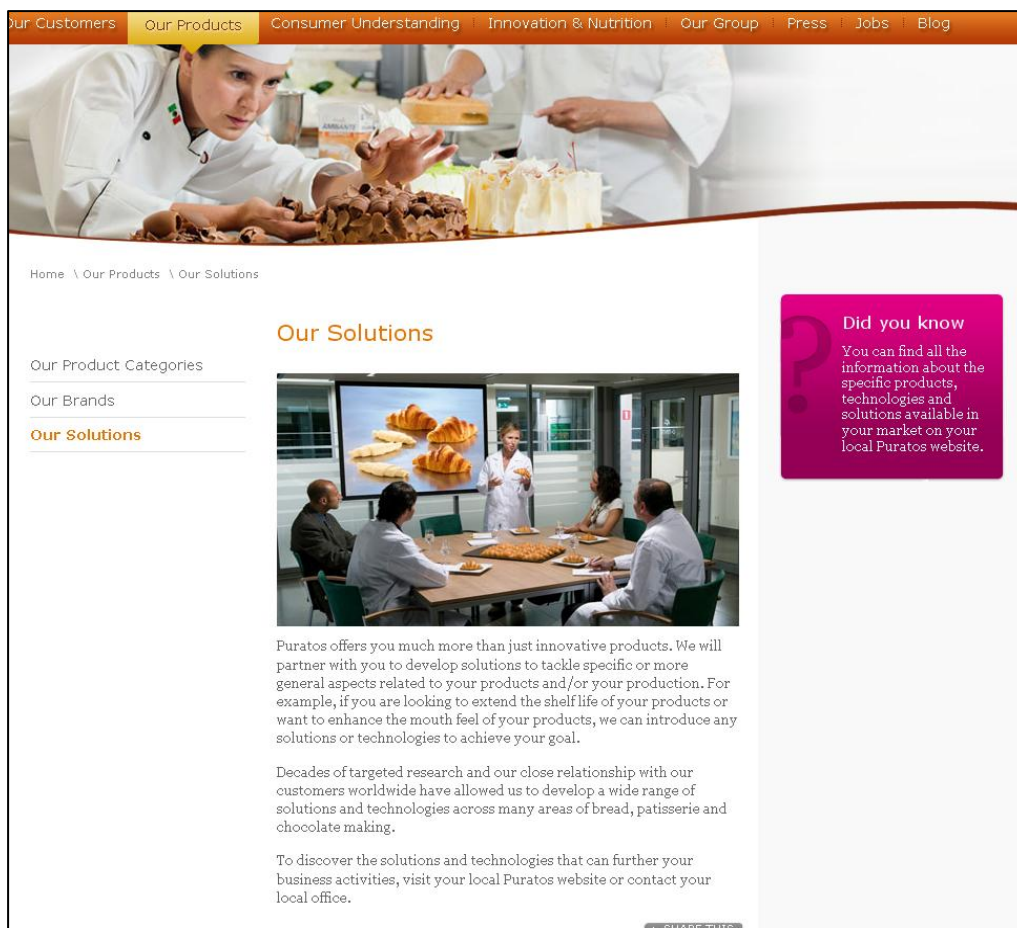 Our Customers Our Products Consumer Understanding Innovation & Nutrition Our Group Press Jobs Blog
AMBIANTE
Home \ Our Products \ Our Solutions
Our Solutions
Our Product Categories
Our Brands
Our Solutions
Puratos offers you much more than just innovative products. We will
partner with you to develop solutions to tackle specific or more
general aspects related to your products and/or your production. For
example, if you are looking to extend the shelf life of your products or
want to enhance the mouth feel of your products, we can introduce any
solutions or technologies to achieve your goal.
Decades of targeted research and our close relationship with our
customers worldwide have allowed us to develop a wide range of
solutions and technologies across many areas of bread, patisserie and
chocolate making.
To discover the solutions and technologies that can further your
business activities, visit your local Puratos website or contact your
local office.
SHARE THIS
?
Did you know
You can find all the
information about the
specific products,
technologies and
solutions available in
your market on your
local Puratos website.